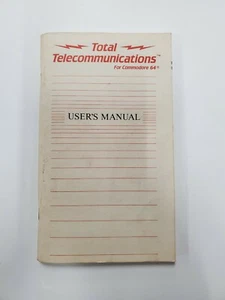 Total
Telecommunications™
For Commodore 64®
USER'S MANUAL